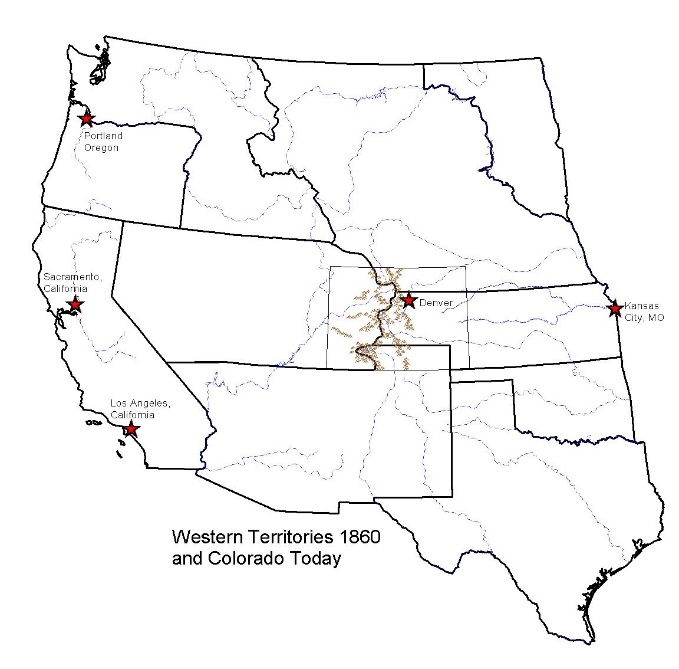 Portland
Oregon
Sacramento,
California
Denver
Kansas
City, MO
Los Angeles,
California
Western Territories 1860
and Colorado Today